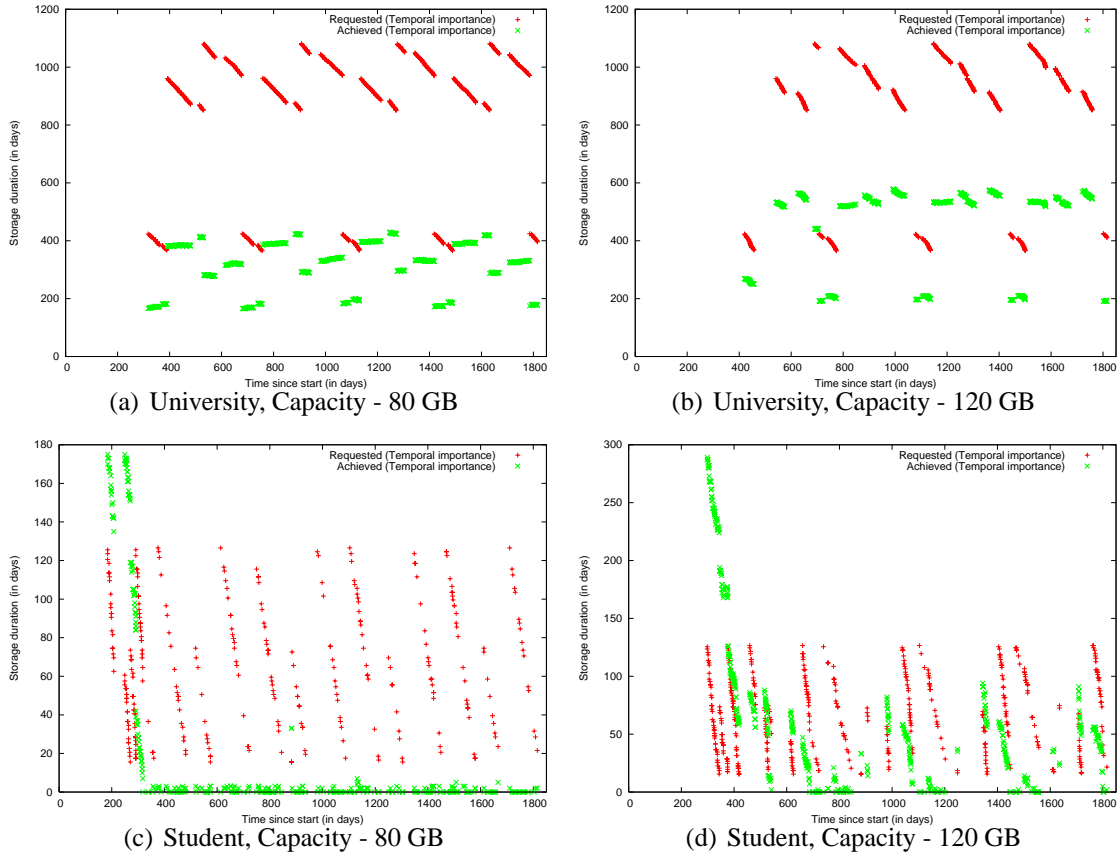 1200
1000
800
600
400
200
0
0 200 400 600 800 1000 1200 1400 1600 1800
Storage duration (in days)
Time since start (in days)
Requested (Temporal importance)
Achieved (Temporal importance)
(a) University, Capacity - 80 GB
1200
1000
800
600
400
200
0
0 200 400 600 800 1000 1200 1400 1600 1800
Storage duration (in days)
Time since start (in days)
Requested (Temporal importance)
Achieved (Temporal importance)
(b) University, Capacity - 120 GB
180
160
140
120
100
80
60
40
20
0
0 200 400 600 800 1000 1200 1400 1600 1800
Storage duration (in days)
Time since start (in days)
Requested (Temporal importance)
Achieved (Temporal importance)
(c) Student, Capacity - 80 GB
300
250
200
150
100
50
0
0 200 400 600 800 1000 1200 1400 1600 1800
Storage duration (in days)
Time since start (in days)
Requested (Temporal importance)
Achieved (Temporal importance)
(d) Student, Capacity - 120 GB